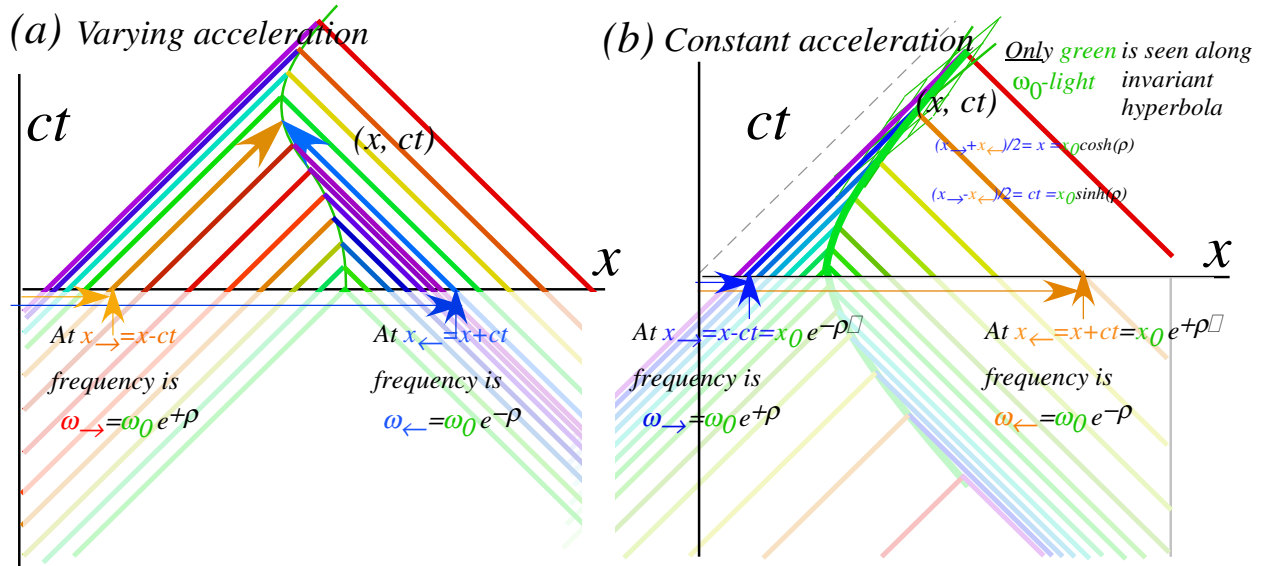 (a) Varying acceleration
ct
(x, ct)
x
At x→=x-ct
frequency is
ω→=ω0 e+ρ
At x←=x+ct
frequency is
ω←=ω0 e−ρ
(b) Constant acceleration
Only green is seen along
ω0-light invariant
hyperbola
ct
(x, ct)
(x→+x←)/2= x =x0cosh(ρ)
(x→-x←)/2= ct =x0sinh(ρ)
x
At x→=x-ct=x0 e−ρ□
frequency is
ω→=ω0 e+ρ
At x←=x+ct=x0 e+ρ□
frequency is
ω←=ω0 e−ρ